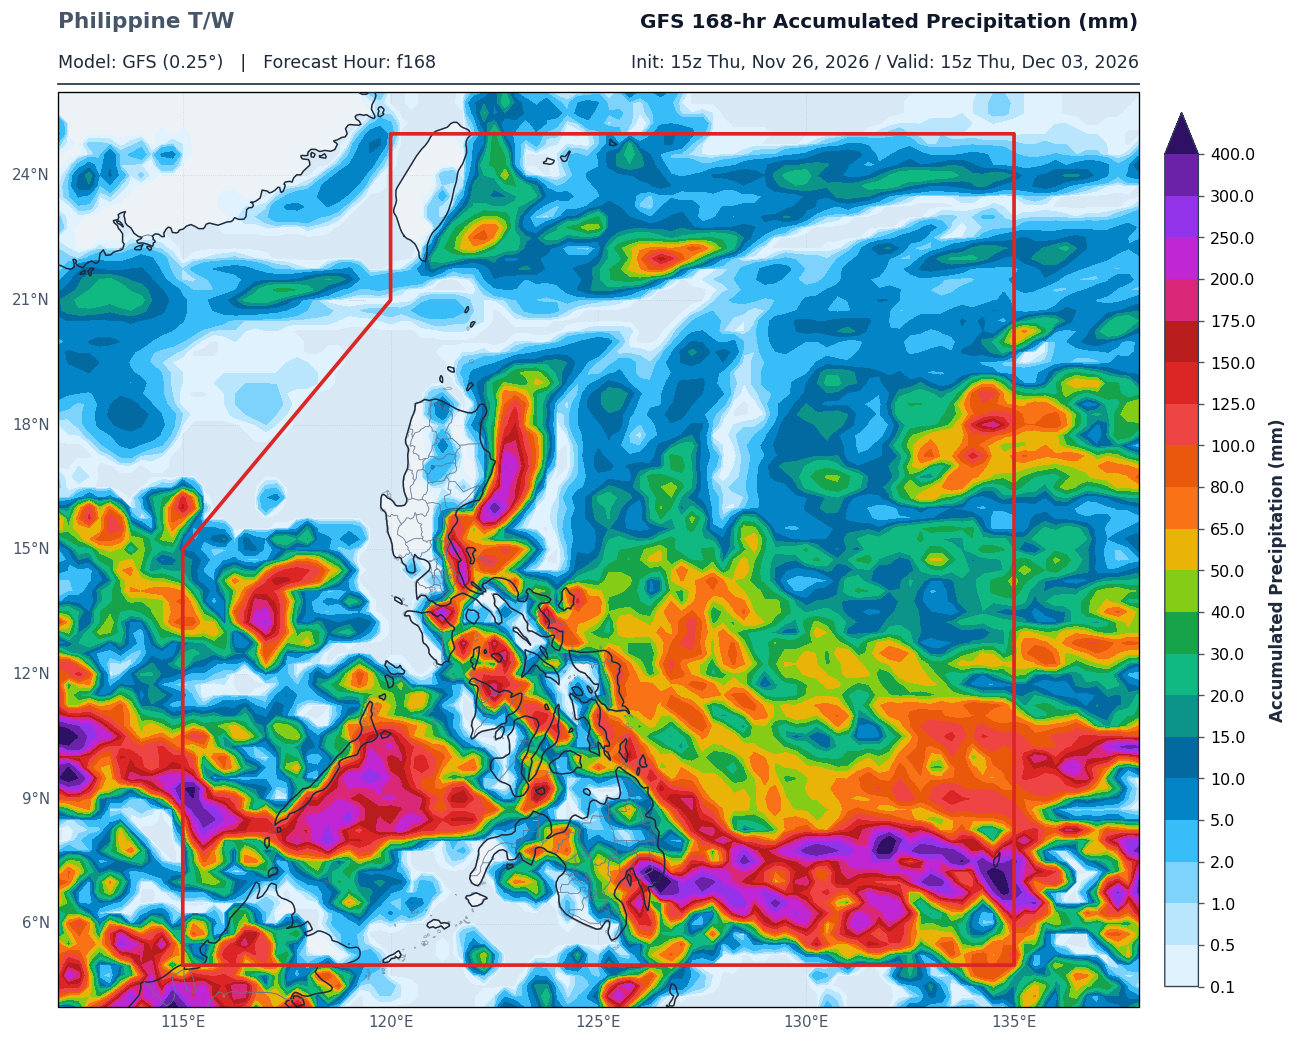 Philippine T/W
GFS 168-hr Accumulated Precipitation (mm)
Model: GFS (0.25°) | Forecast Hour: f168
Init: 15z Thu, Nov 26, 2026 / Valid: 15z Thu, Dec 03, 2026
24°N
21°N
18°N
15°N
12°N
9°N
6°N
115°E
120°E
125°E
130°E
135°E
400.0
300.0
250.0
200.0
175.0
150.0
125.0
100.0
80.0
65.0
50.0
40.0
30.0
20.0
15.0
10.0
5.0
2.0
1.0
0.5
0.1
Accumulated Precipitation (mm)